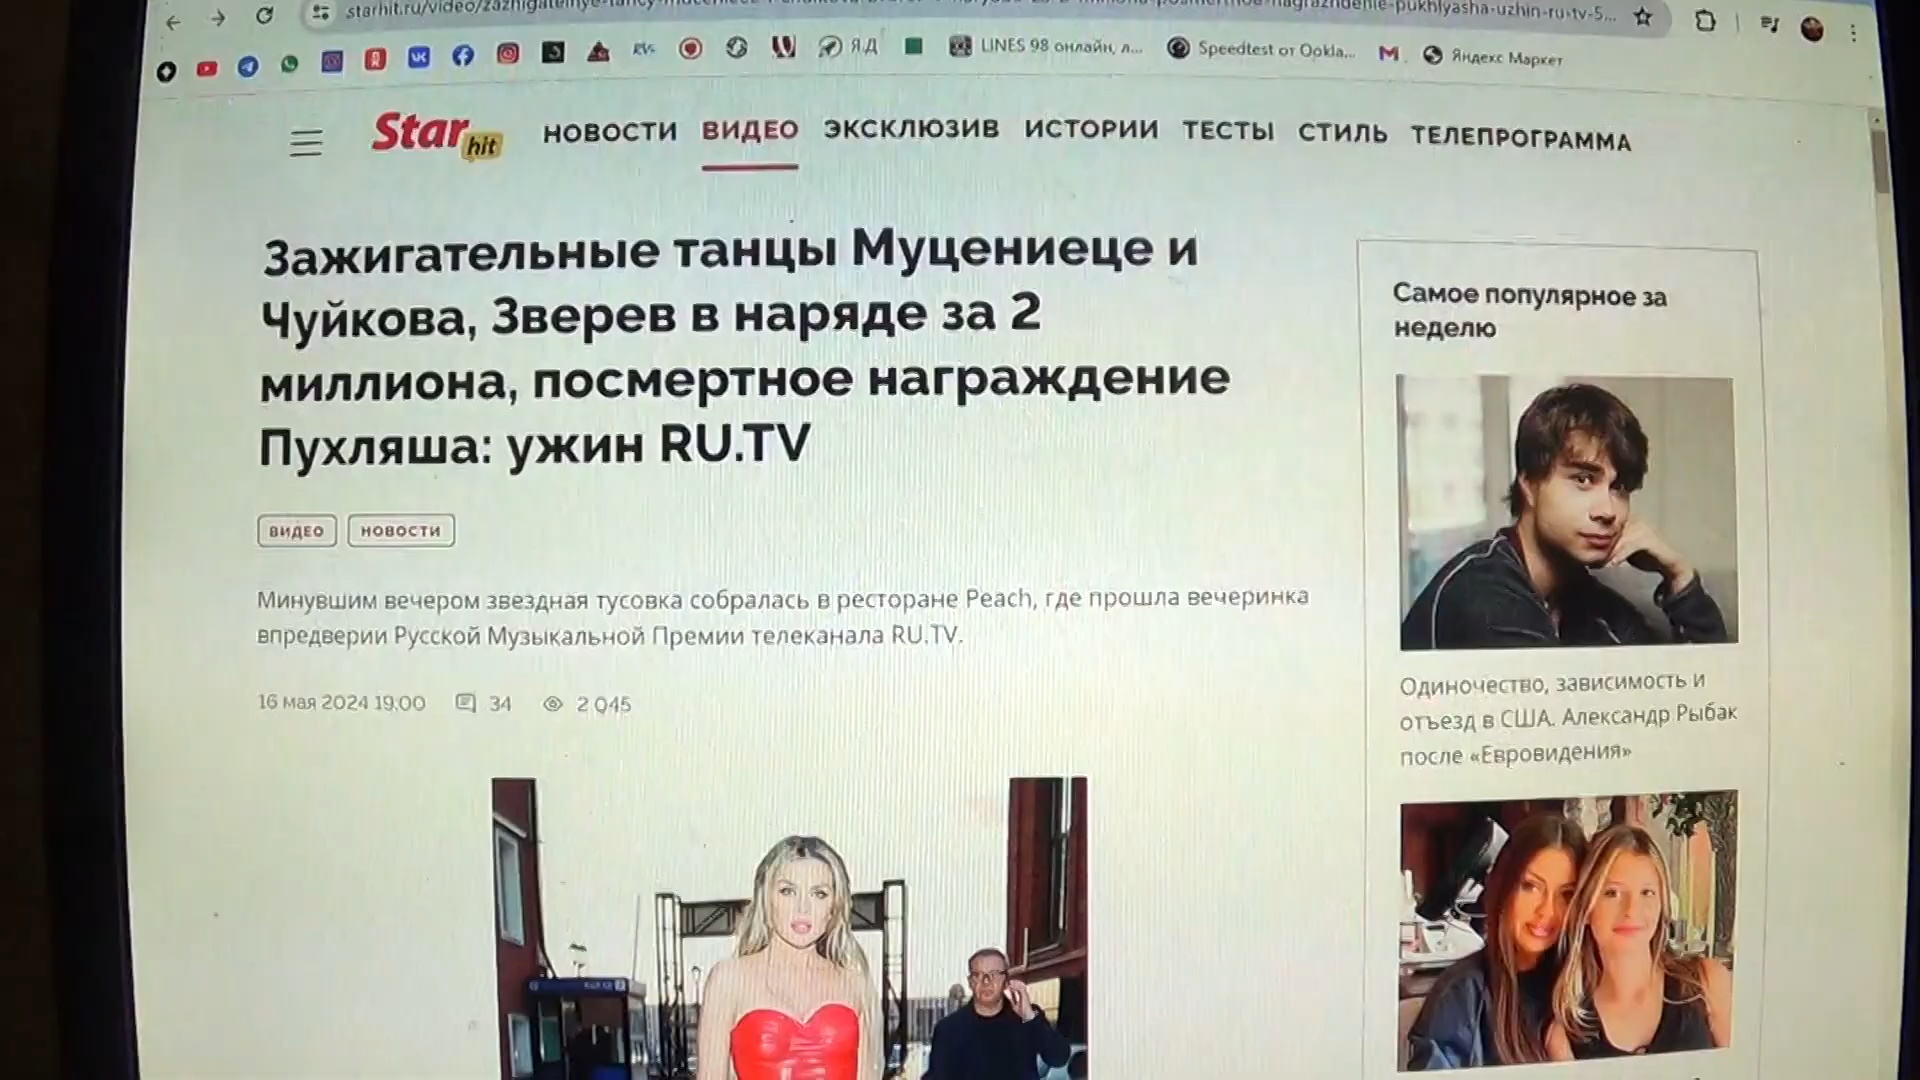 LINES 98 онлайн, л...
Speedtest от Ookla...
Яндекс Маркет
Star hit
НОВОСТИ ВИДЕО ЭКСКЛЮЗИВ ИСТОРИИ ТЕСТЫ СТИЛЬ ТЕЛЕПРОГРАММА
Зажигательные танцы Муцениеце и
Чуйкова, Зверев в наряде за 2
миллиона, посмертное награждение
Пухляша: ужин RU.TV
ВИДЕО НОВОСТИ
Минувшим вечером звездная тусовка собралась в ресторане Peach, где прошла вечеринка
впредверии Русской Музыкальной Премии телеканала RU.TV.
16 мая 2024 19:00 34 2 045
Самое популярное за
неделю
Одиночество, зависимость и
отъезд в США. Александр Рыбак
после «Евровидения»